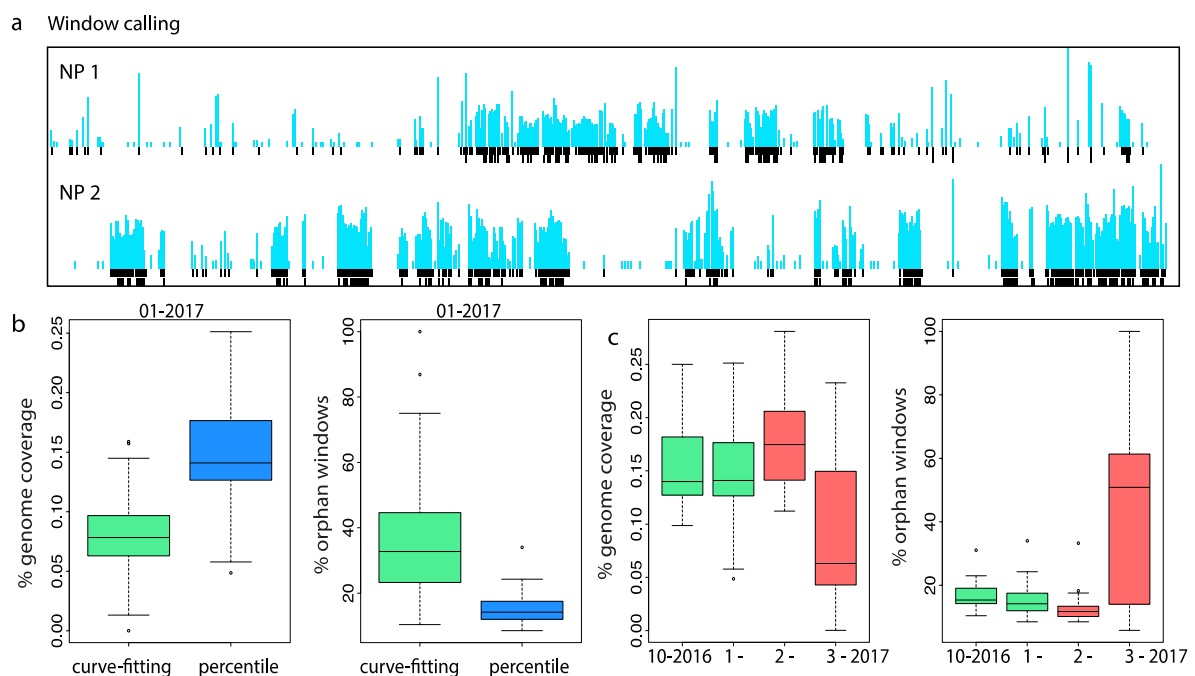 a Window calling
NP 1
NP 2
b
01-2017
% genome coverage
0.00
0.05
0.10
0.15
0.20
0.25
curve-fitting percentile
01-2017
% orphan windows
20
40
60
80
100
curve-fitting percentile
c
% genome coverage
0.00
0.05
0.10
0.15
0.20
0.25
10-2016 1 - 2 - 3 - 2017
% orphan windows
20
40
60
80
100
10-2016 1 - 2 - 3 - 2017